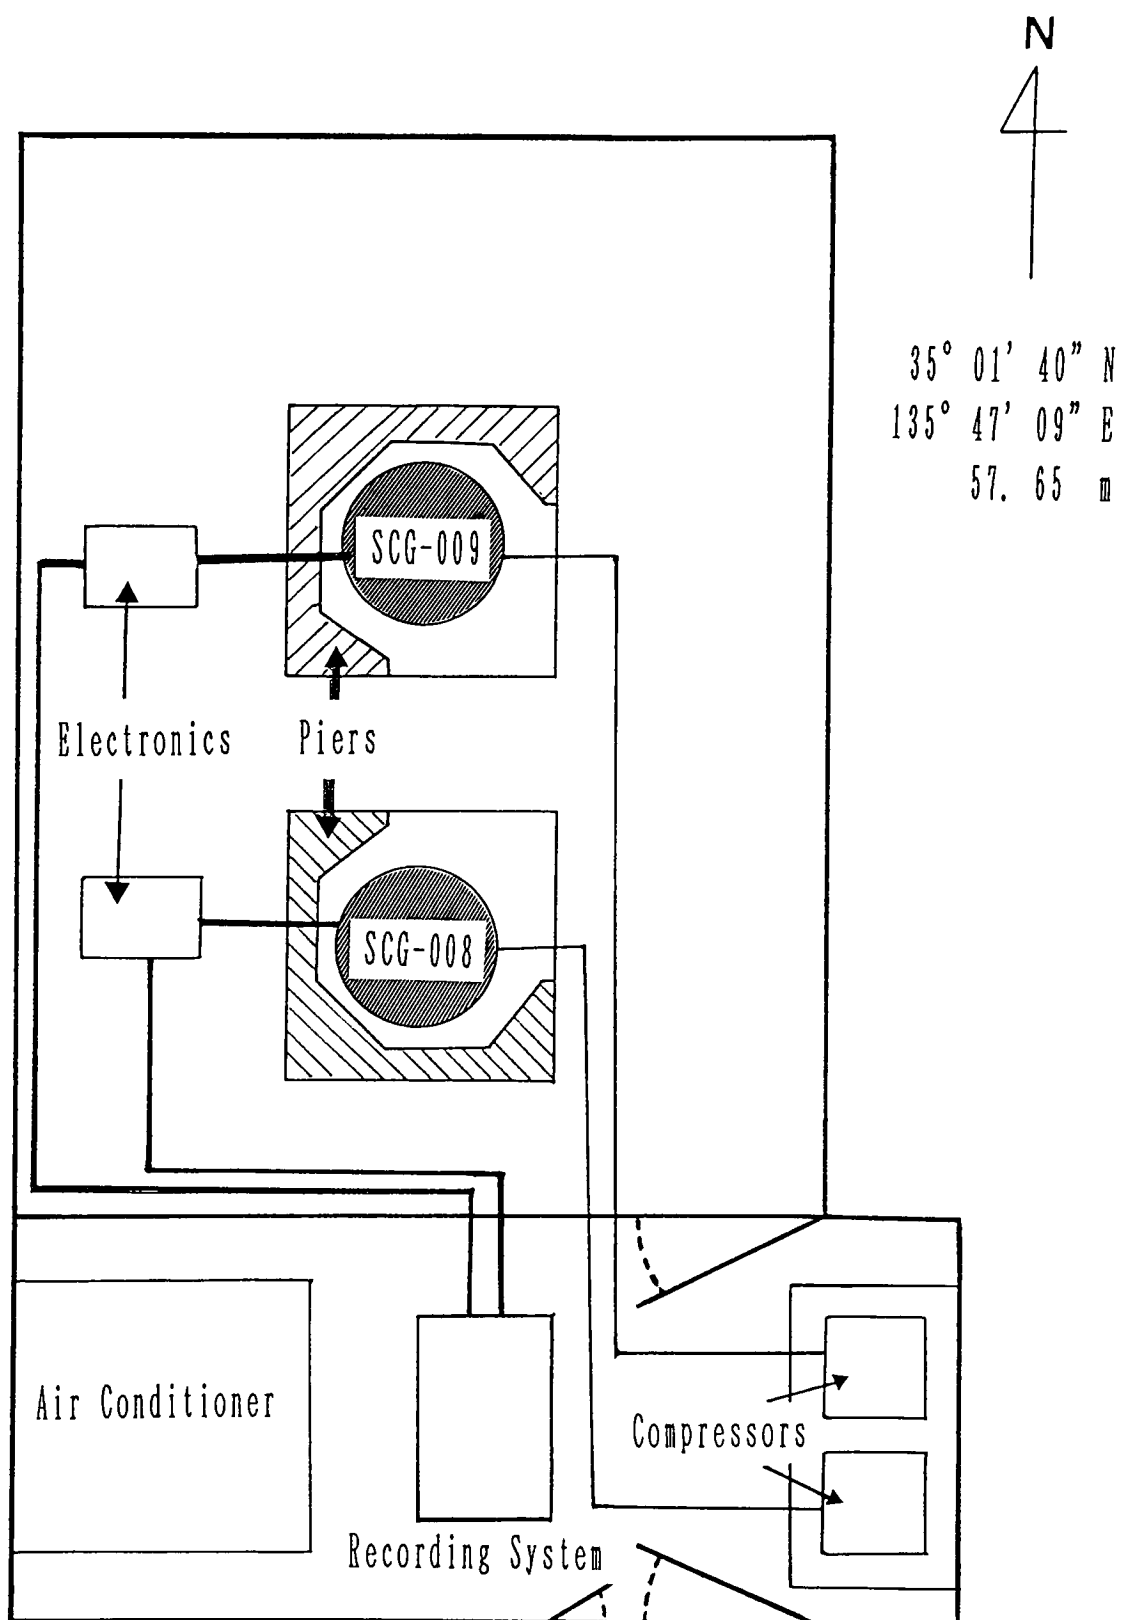 N
35° 01’ 40” N
135° 47’ 09” E
57. 65 m
SCG-009
Electronics
Piers
SCG-008
Air Conditioner
Compressors
Recording System